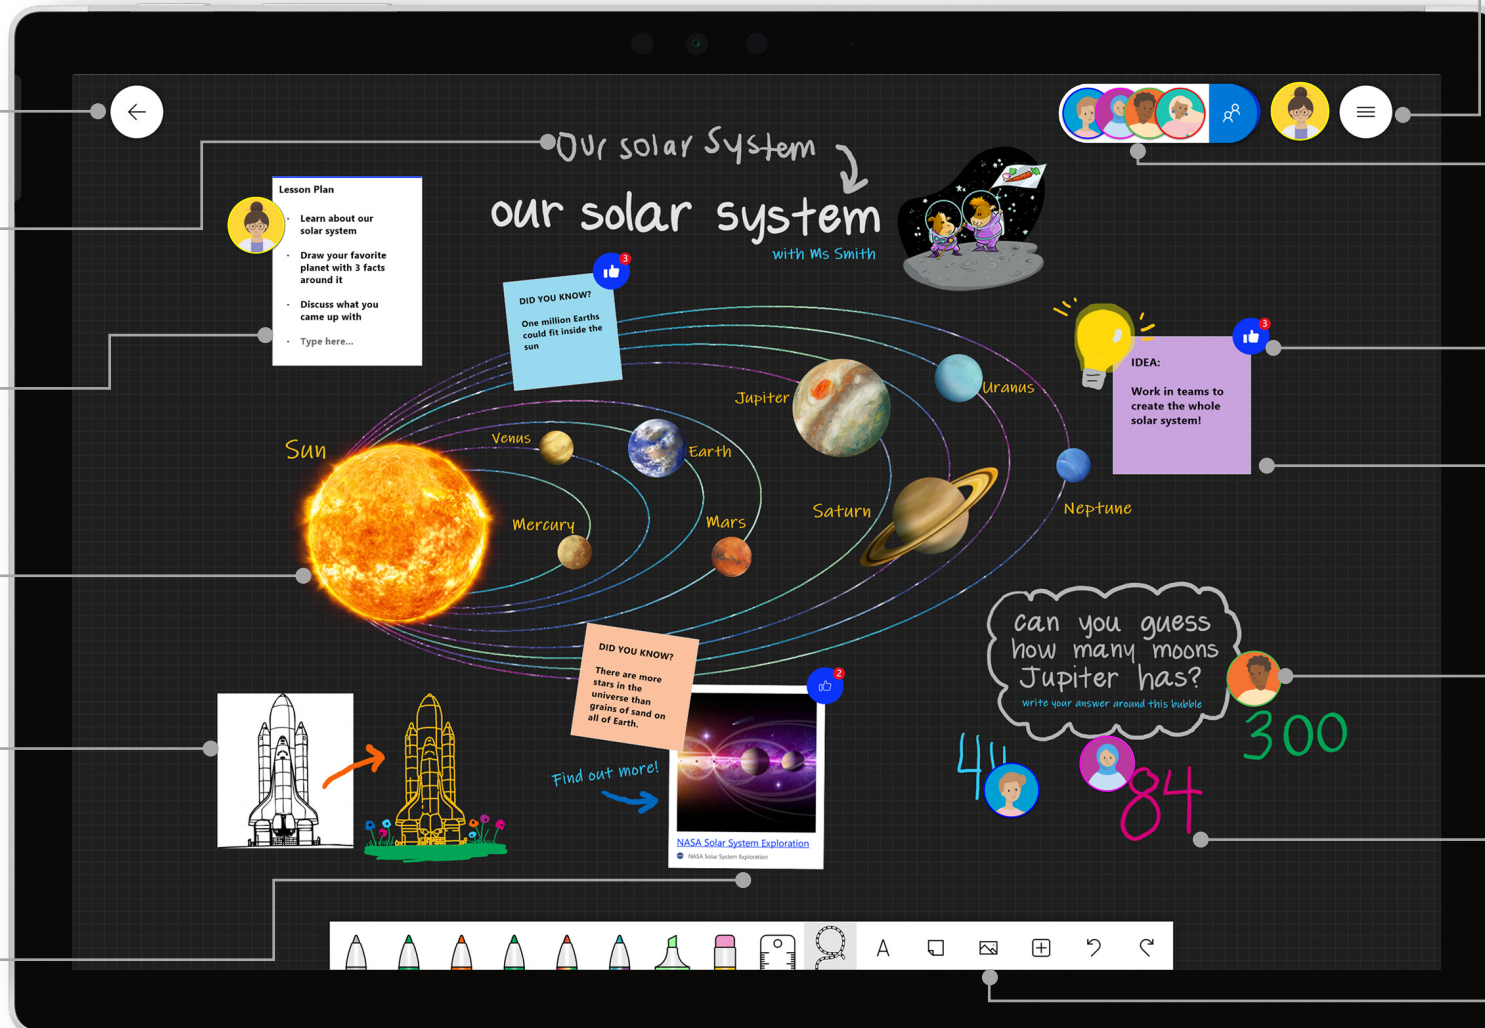 Our solar System
our solar system
with Ms Smith
Lesson Plan
· Learn about our
solar system
· Draw your favorite
planet with 3 facts
around it
· Discuss what you
came up with
· Type here...
3
DID YOU KNOW?
One million Earths
could fit inside the
sun
3
IDEA:
Work in teams to
create the whole
solar system!
Sun
Venus
Earth
Mercury
Mars
Jupiter
Saturn
Uranus
Neptune
DID YOU KNOW?
There are more
stars in the
universe than
grains of sand on
all of Earth.
2
Find out more!
NASA Solar System Exploration
NASA Solar System Exploration
can you guess
how many moons
Jupiter has?
write your answer around this bubble
300
84
A